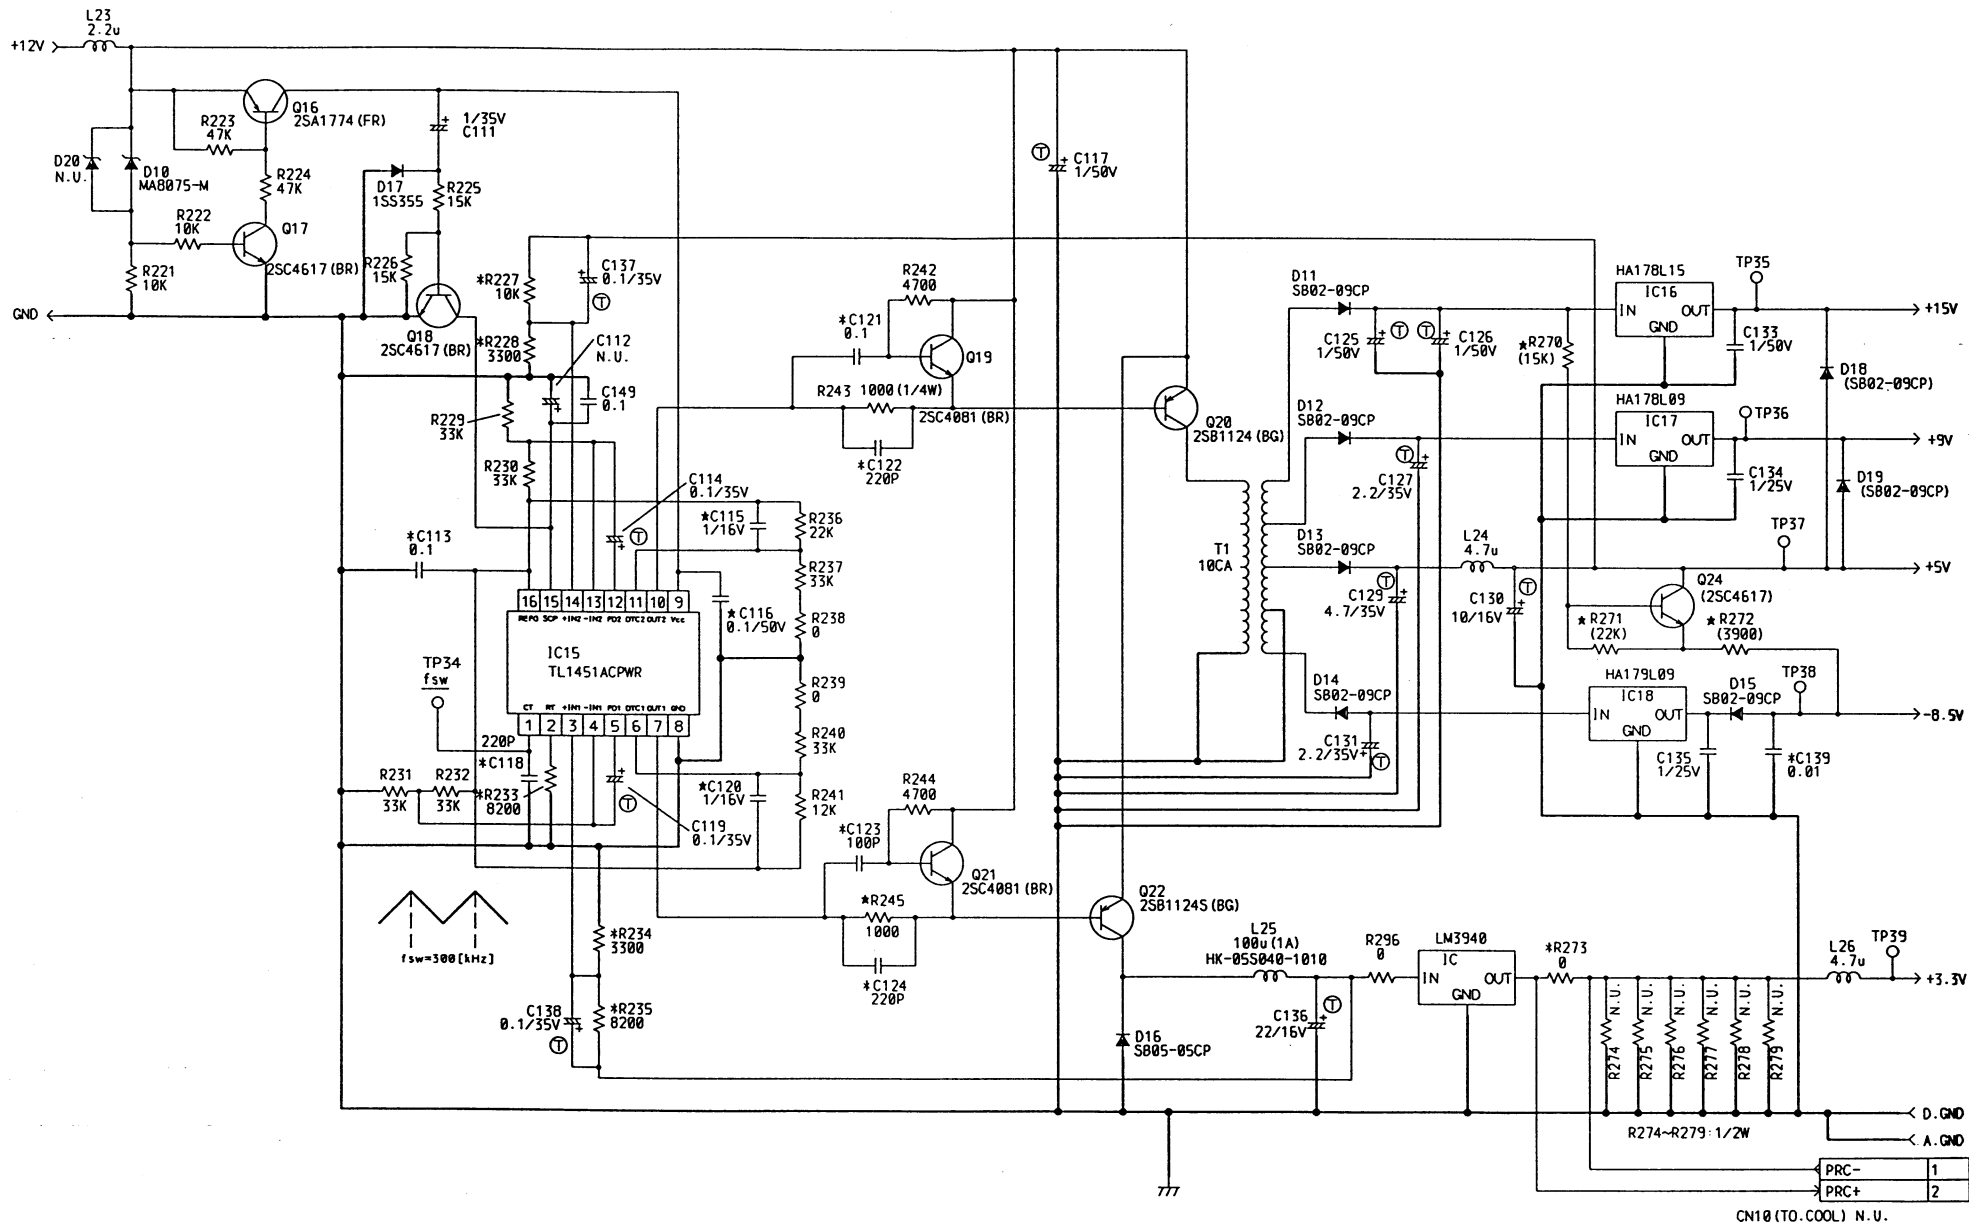 L23
2.2u
+12V
Q16
2SA1774(FR)
R223
47K
1/35V
C111
D20
N.U.
D10
MA8075-M
R224
47K
D17
1SS355
R225
15K
T
C117
1/50V
R222
10K
Q17
2SC4617(BR)
R221
10K
R226
15K
GND
Q18
2SC4617(BR)
*R227
10K
C137
0.1/35V
T
*R228
3300
C112
N.U.
C149
0.1
R229
33K
R230
33K
R242
4700
*C121
0.1
Q19
R243 1000(1/4W)
2SC4081(BR)
*C122
220P
Q20
2SB1124(BG)
D11
SB02-09CP
C125
1/50V
T
T
C126
1/50V
HA178L15
IC16
IN OUT
GND
TP35
+15V
C133
1/50V
★R270
(15K)
D18
(SB02-09CP)
D12
SB02-09CP
HA178L09
IC17
IN OUT
GND
TP36
+9V
C127
2.2/35V
T
C134
1/25V
D19
(SB02-09CP)
C114
0.1/35V
T
★C115
1/16V
R236
22K
*C113
0.1
R237
33K
T1
10CA
D13
SB02-09CP
L24
4.7u
TP37
+5V
C129
4.7/35V
T
C130
10/16V
T
Q24
(2SC4617)
★R271
(22K)
★R272
(3900)
16 15 14 13 12 11 10 9
REFO SCP +IN2 -IN2 FD2 DTC2 OUT2 Vcc
★C116
0.1/50V
R238
0
IC15
TL1451ACPWR
TP34
fsw
R239
0
CT RT +IN1 -IN1 FD1 DTC1 OUT1 GND
1 2 3 4 5 6 7 8
D14
SB02-09CP
C131
2.2/35V
T
HA179L09
IC18
IN OUT
GND
D15
SB02-09CP
TP38
-8.5V
C135
1/25V
*C139
0.01
220P
*C118
R240
33K
R231
33K
R232
33K
*R233
8200
T
★C120
1/16V
R241
12K
C119
0.1/35V
R244
4700
*C123
100P
Q21
2SC4081(BR)
★R245
1000
*C124
220P
Q22
2SB1124S(BG)
fsw=300[kHz]
*R234
3300
C138
0.1/35V
T
*R235
8200
L25
100u(1A)
HK-05S040-1010
R296
0
LM3940
IC
IN OUT
GND
*R273
0
L26
4.7u
TP39
+3.3V
D16
SB05-05CP
C136
22/16V
T
N.U.
N.U.
N.U.
N.U.
N.U.
N.U.
R274
R275
R276
R277
R278
R279
R274~R279:1/2W
D.GND
A.GND
PRC- 1
PRC+ 2
CN10(TO.COOL) N.U.